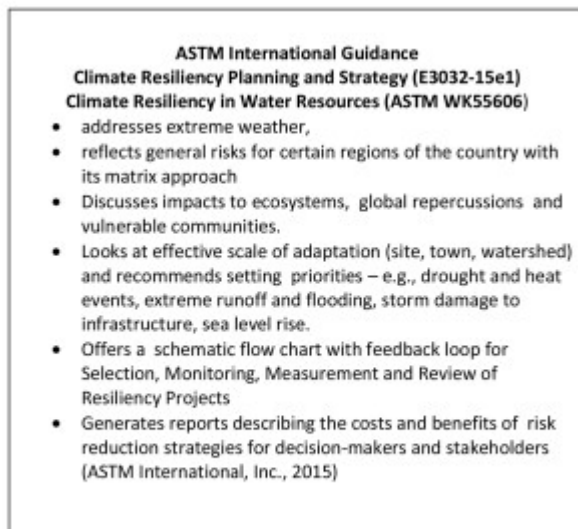 ASTM International Guidance
Climate Resiliency Planning and Strategy (E3032-15e1)
Climate Resiliency in Water Resources (ASTM WK55606)
• addresses extreme weather,
• reflects general risks for certain regions of the country with
its matrix approach
• Discusses impacts to ecosystems, global repercussions and
vulnerable communities.
• Looks at effective scale of adaptation (site, town, watershed)
and recommends setting priorities – e.g., drought and heat
events, extreme runoff and flooding, storm damage to
infrastructure, sea level rise.
• Offers a schematic flow chart with feedback loop for
Selection, Monitoring, Measurement and Review of
Resiliency Projects
• Generates reports describing the costs and benefits of risk
reduction strategies for decision-makers and stakeholders
(ASTM International, Inc., 2015)